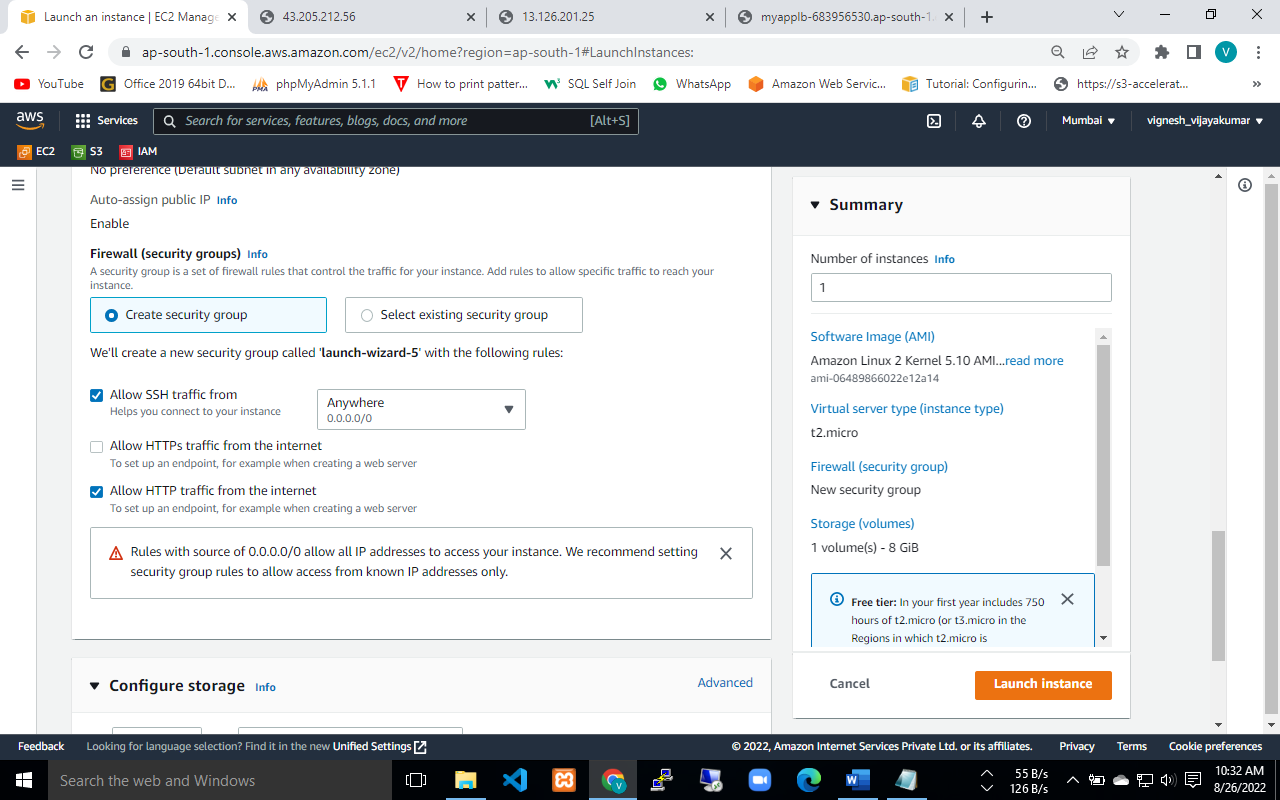 Launch an instance | EC2 Manage
43.205.212.56
13.126.201.25
myapplb-683956530.ap-south-1.
ap-south-1.console.aws.amazon.com/ec2/v2/home?region=ap-south-1#LaunchInstances:
V
YouTube
Office 2019 64bit D...
phpMyAdmin 5.1.1
How to print patter...
SQL Self Join
WhatsApp
Amazon Web Servic...
Tutorial: Configurin...
https://s3-accelerat...
»
aws
Services
Search for services, features, blogs, docs, and more
[Alt+S]
Mumbai
vignesh_vijayakumar
EC2
S3
IAM
No preference (Default subnet in any availability zone)
Auto-assign public IP Info
Enable
Firewall (security groups) Info
A security group is a set of firewall rules that control the traffic for your instance. Add rules to allow specific traffic to reach your
instance.
Create security group
Select existing security group
We'll create a new security group called 'launch-wizard-5' with the following rules:
Allow SSH traffic from
Helps you connect to your instance
Anywhere
0.0.0.0/0
Allow HTTPs traffic from the internet
To set up an endpoint, for example when creating a web server
Allow HTTP traffic from the internet
To set up an endpoint, for example when creating a web server
Rules with source of 0.0.0.0/0 allow all IP addresses to access your instance. We recommend setting
security group rules to allow access from known IP addresses only.
Configure storage Info
Advanced
Summary
Number of instances Info
1
Software Image (AMI)
Amazon Linux 2 Kernel 5.10 AMI...read more
ami-06489866022e12a14
Virtual server type (instance type)
t2.micro
Firewall (security group)
New security group
Storage (volumes)
1 volume(s) - 8 GiB
Free tier: In your first year includes 750
hours of t2.micro (or t3.micro in the
Regions in which t2.micro is
Cancel
Launch instance
Feedback
Looking for language selection? Find it in the new Unified Settings
© 2022, Amazon Internet Services Private Ltd. or its affiliates.
Privacy
Terms
Cookie preferences
Search the web and Windows
55 B/s
126 B/s
10:32 AM
8/26/2022